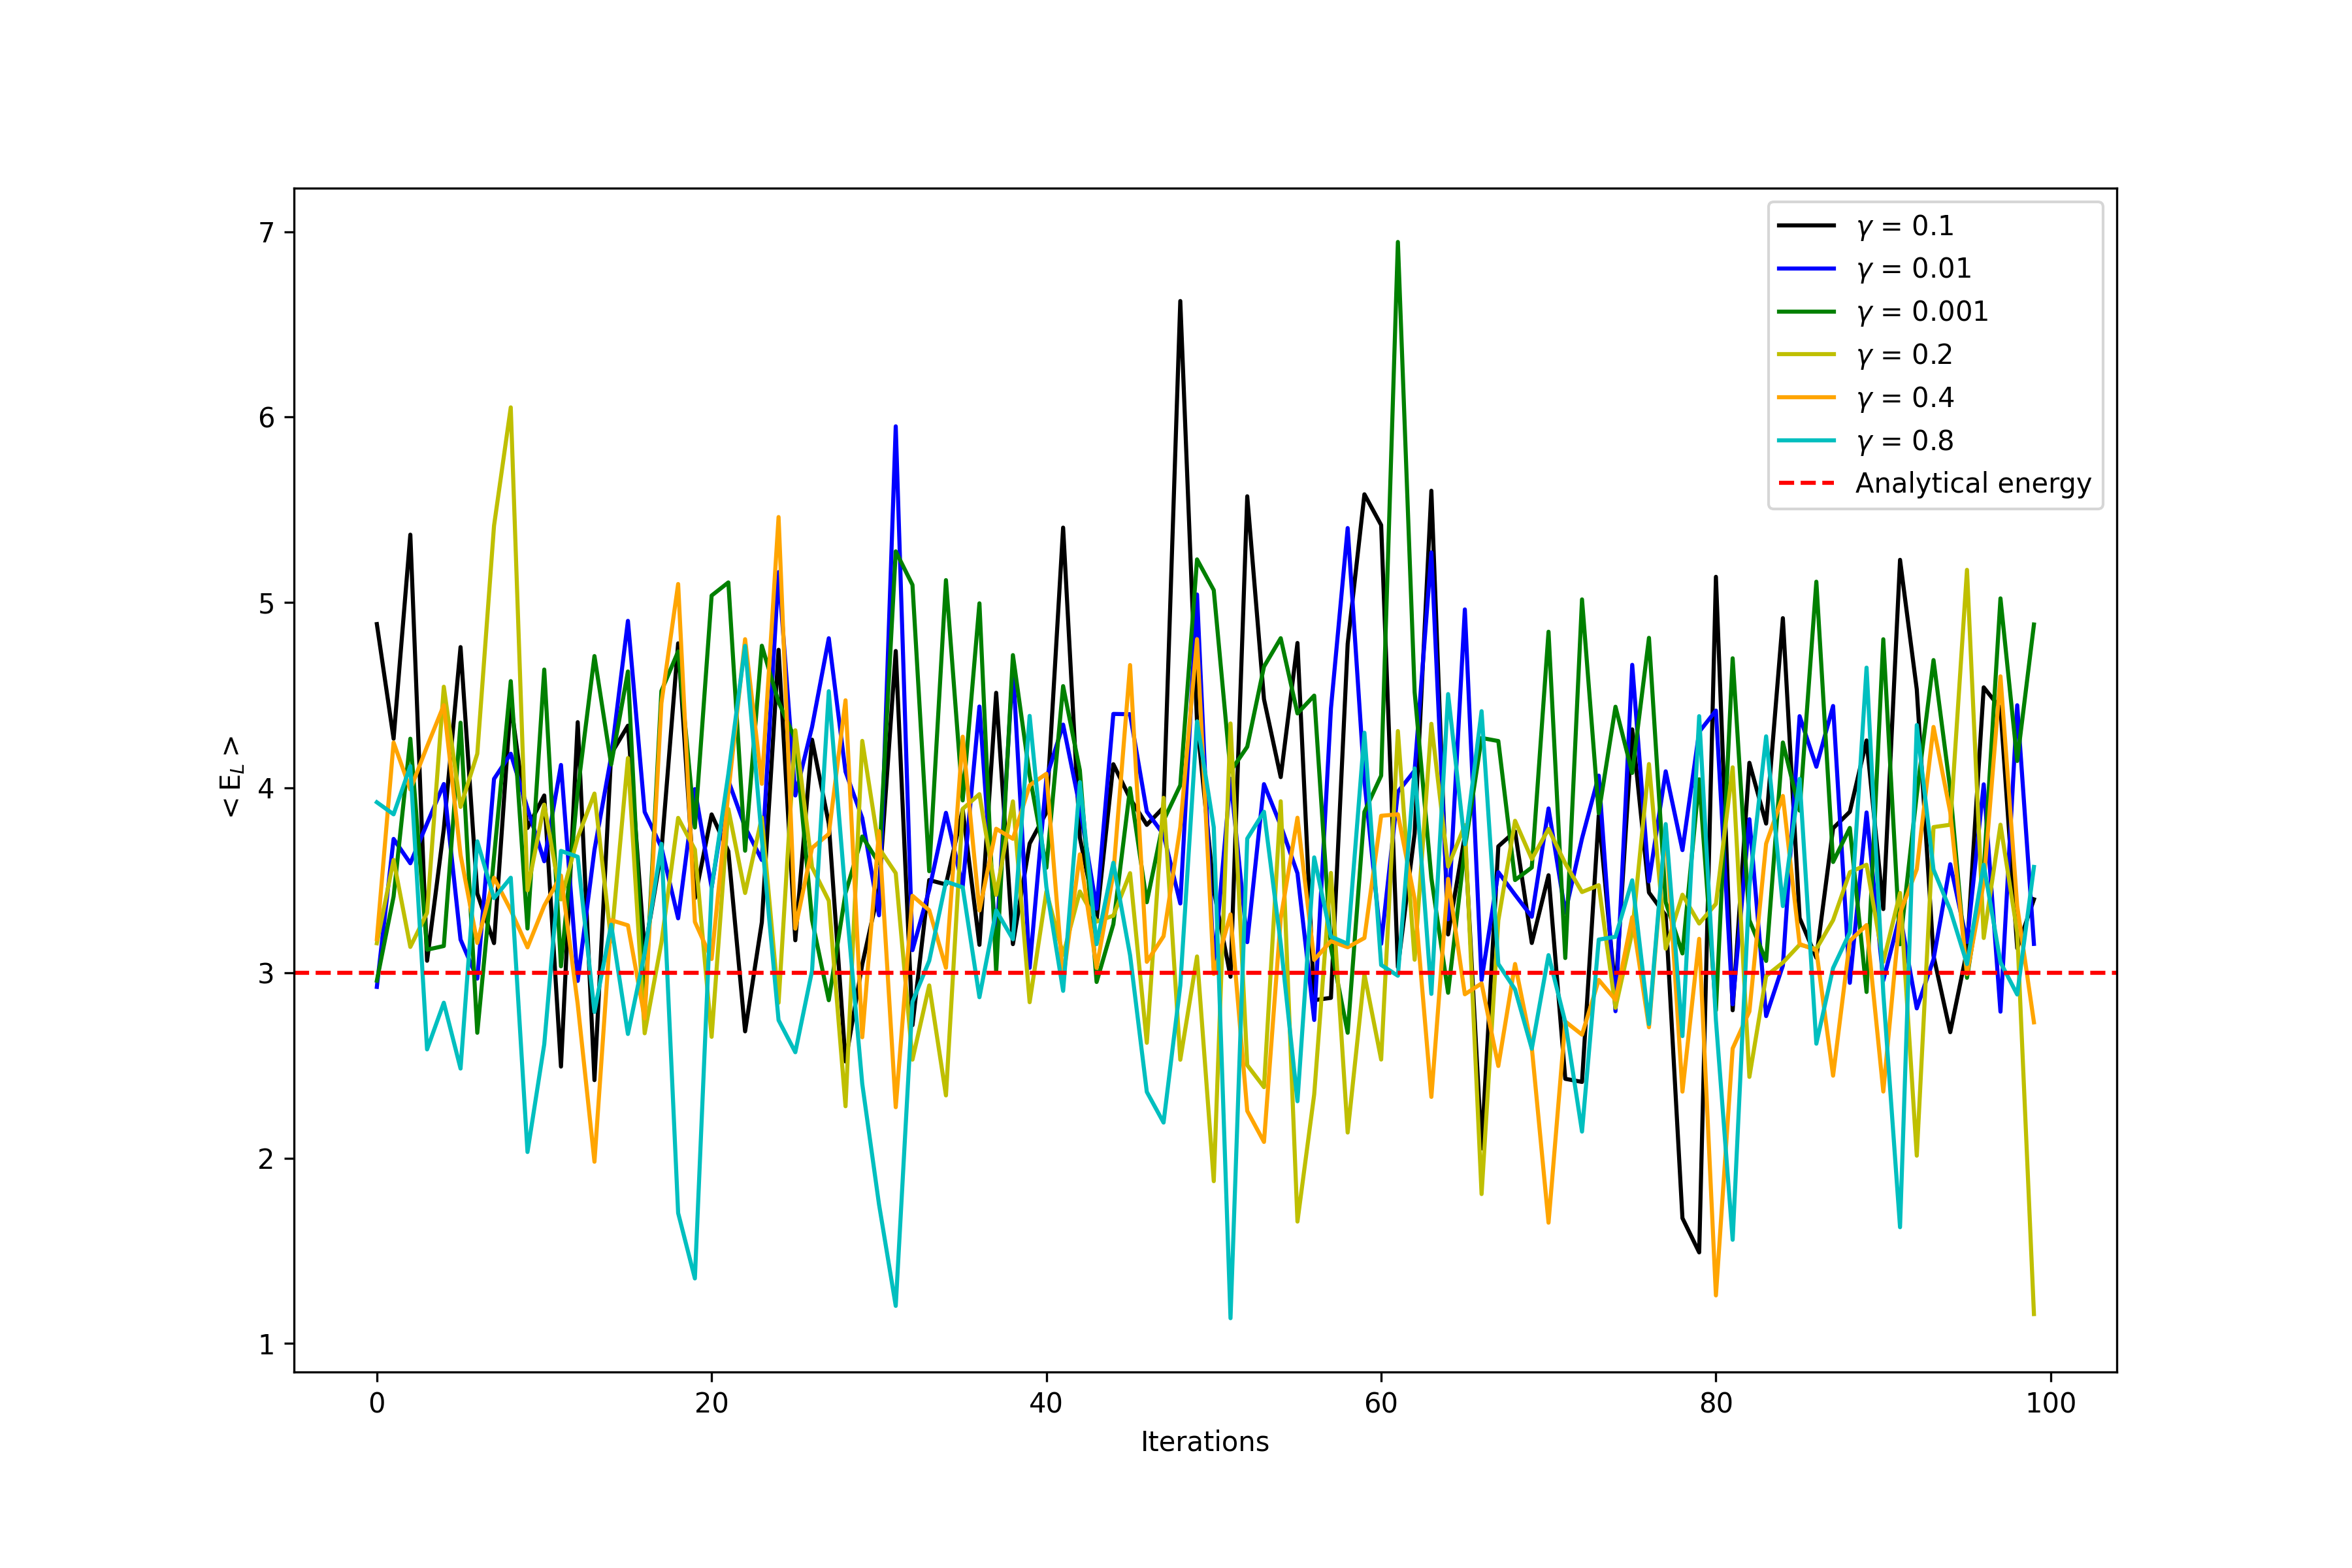 7
6
5
4
3
2
1
<E_L>
0
20
40
60
80
100
Iterations
γ = 0.1
γ = 0.01
γ = 0.001
γ = 0.2
γ = 0.4
γ = 0.8
Analytical energy